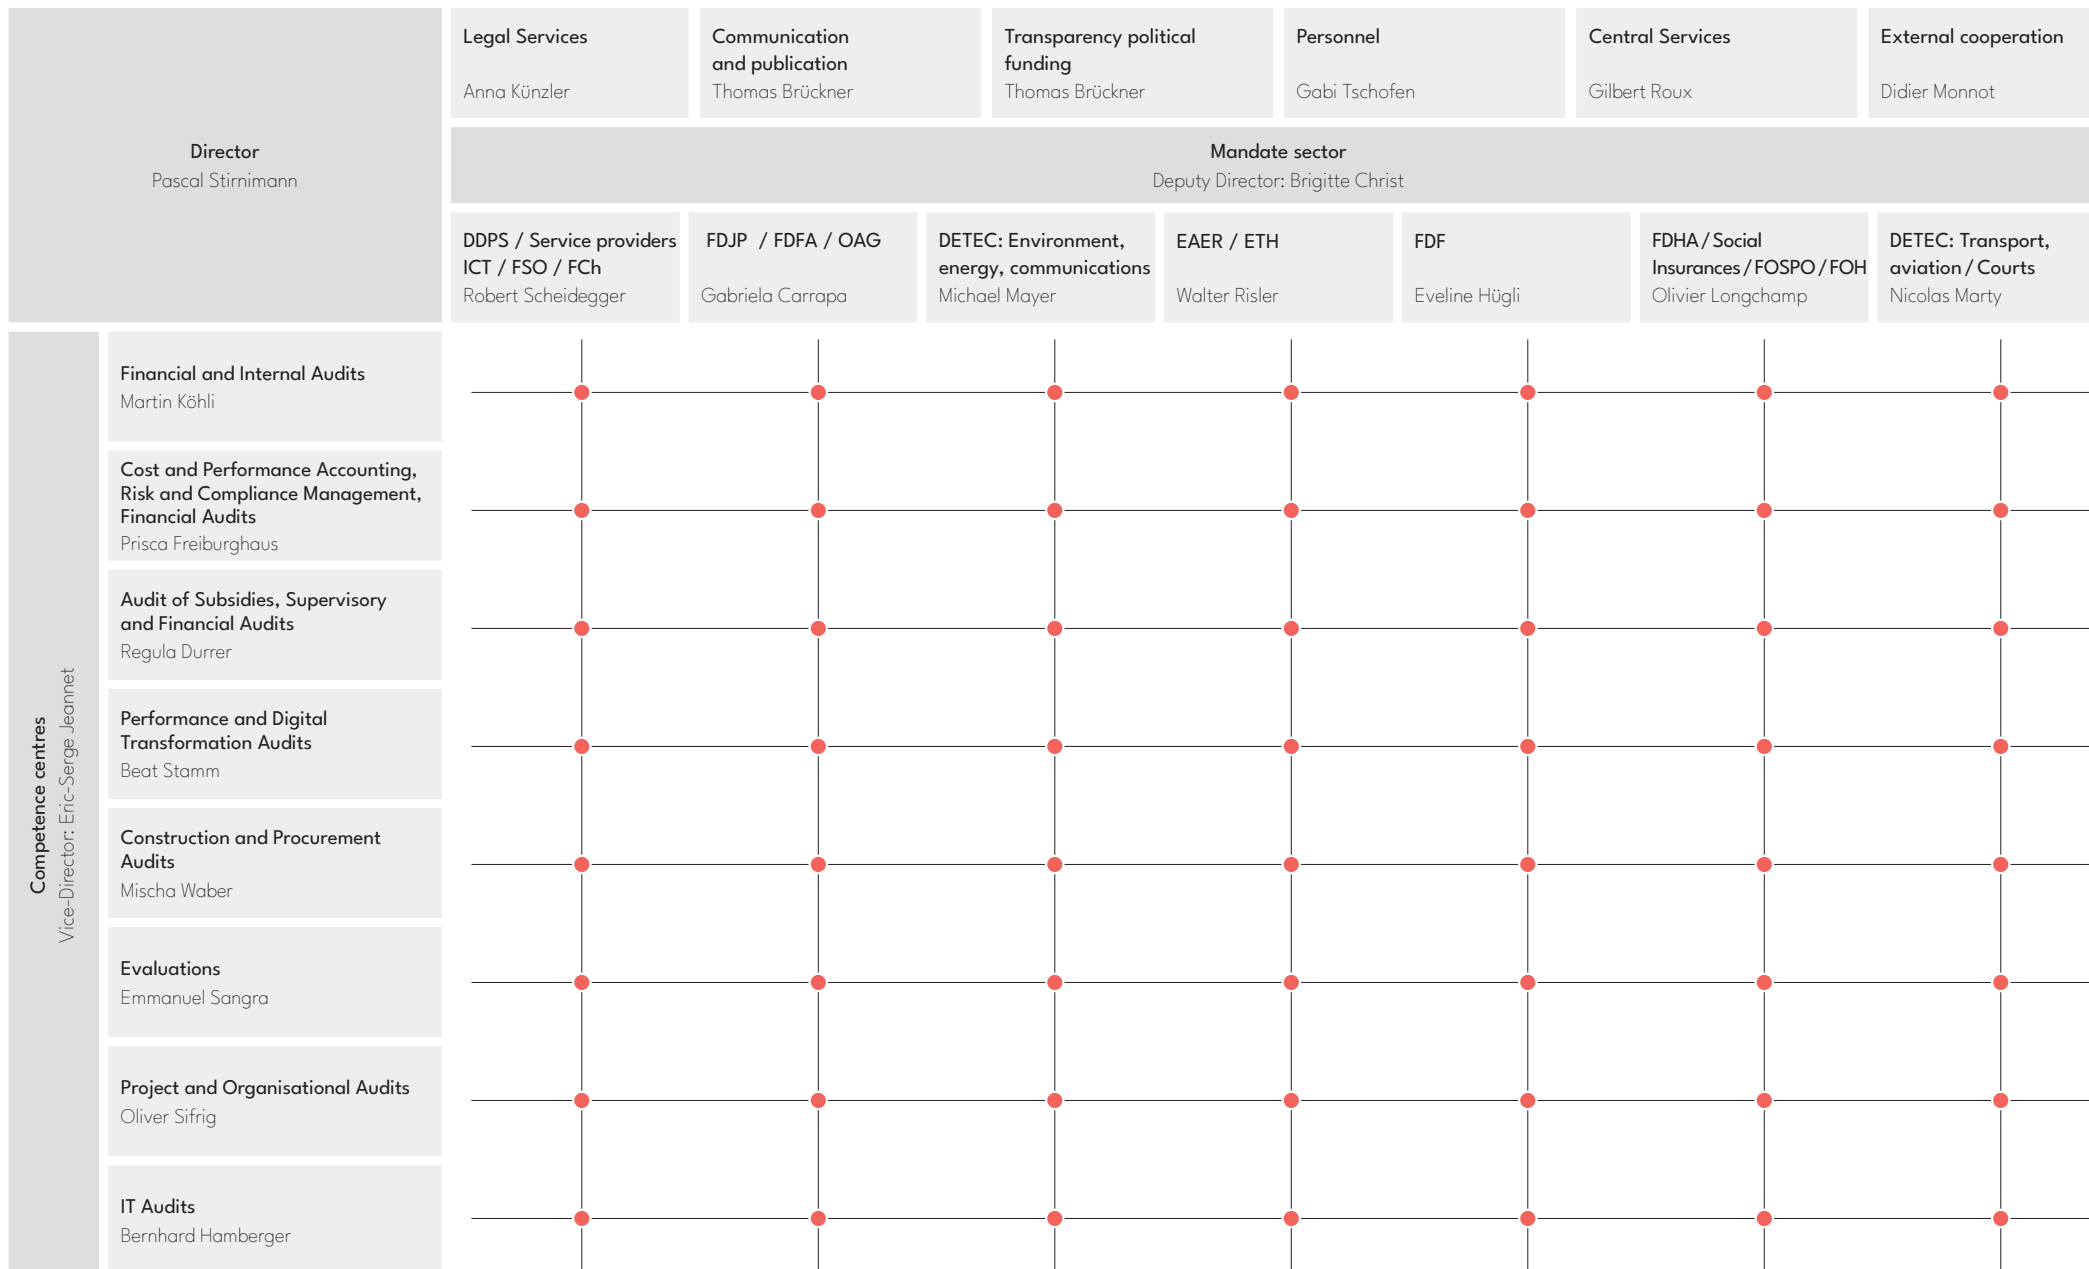 Director
Pascal Stirnimann
Legal Services
Anna Künzler
Communication
and publication
Thomas Brückner
Transparency political
funding
Thomas Brückner
Personnel
Gabi Tschofen
Central Services
Gilbert Roux
External cooperation
Didier Monnot
Mandate sector
Deputy Director: Brigitte Christ
DDPS / Service providers
ICT / FSO / FCh
Robert Scheidegger
FDJP / FDFA / OAG
Gabriela Carrapa
DETEC: Environment,
energy, communications
Michael Mayer
EAER / ETH
Walter Risler
FDF
Eveline Hügli
FDHA / Social
Insurances / FOSPO / FOH
Olivier Longchamp
DETEC: Transport,
aviation / Courts
Nicolas Marty
Competence centres
Vice-Director: Eric-Serge Jeannet
Financial and Internal Audits
Martin Köhli
Cost and Performance Accounting,
Risk and Compliance Management,
Financial Audits
Prisca Freiburghaus
Audit of Subsidies, Supervisory
and Financial Audits
Regula Durrer
Performance and Digital
Transformation Audits
Beat Stamm
Construction and Procurement
Audits
Mischa Waber
Evaluations
Emmanuel Sangra
Project and Organisational Audits
Oliver Sifrig
IT Audits
Bernhard Hamberger